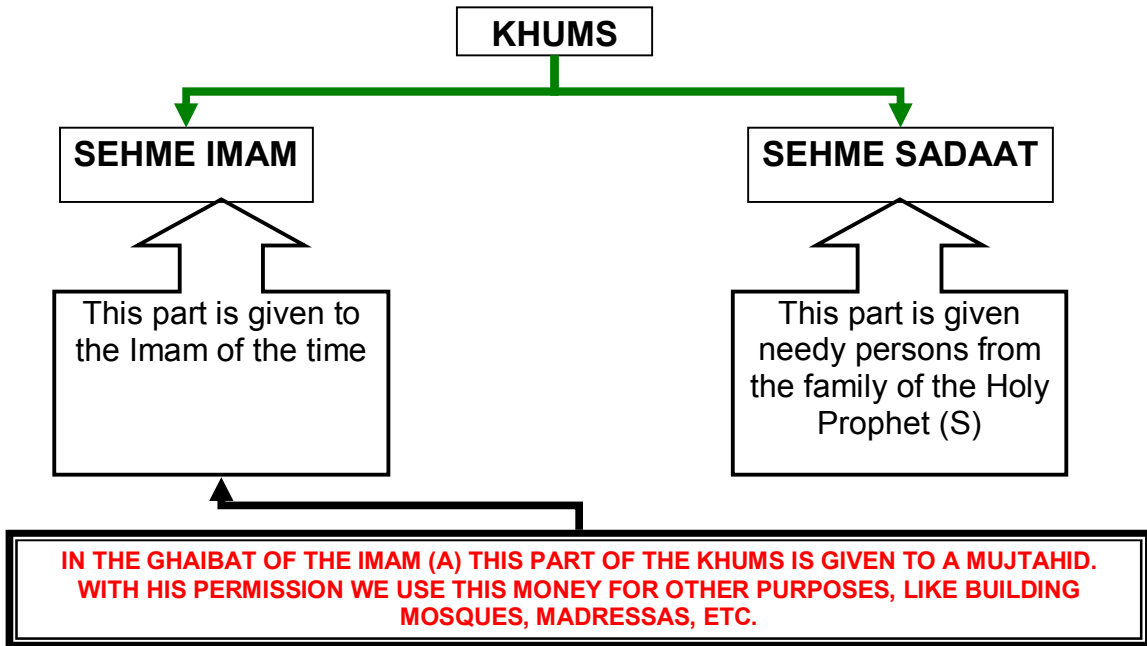 KHUMS
SEHME IMAM
SEHME SADAAT
This part is given to
the Imam of the time
This part is given
needy persons from
the family of the Holy
Prophet (S)
IN THE GHAIBAT OF THE IMAM (A) THIS PART OF THE KHUMS IS GIVEN TO A MUJTAHID.
WITH HIS PERMISSION WE USE THIS MONEY FOR OTHER PURPOSES, LIKE BUILDING
MOSQUES, MADRESSAS, ETC.